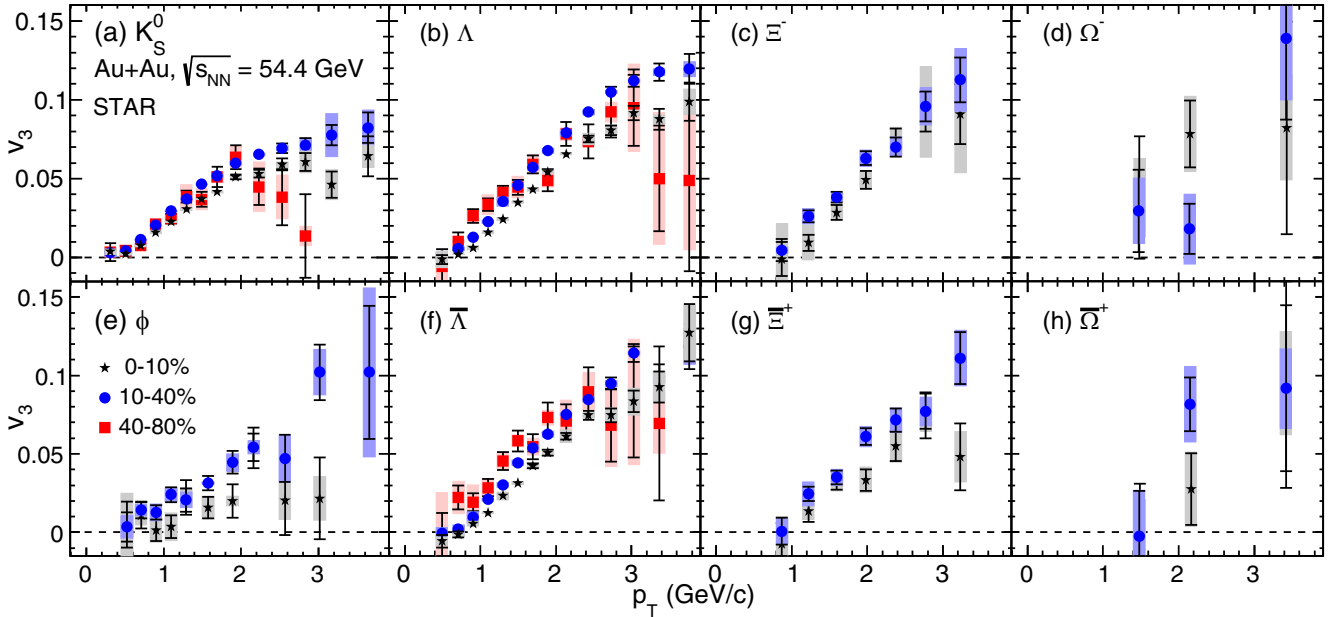 (a) K⁰_S
Au+Au, √s_NN = 54.4 GeV
STAR
(b) Λ
(c) Ξ⁻
(d) Ω⁻
v₃
0.15
0.1
0.05
0
(e) ϕ
0-10%
10-40%
40-80%
(f) Λ̅
(g) Ξ̅⁺
(h) Ω̅⁺
v₃
0.15
0.1
0.05
0
0 1 2 3
0 1 2 3
0 1 2 3
0 1 2 3
p_T (GeV/c)